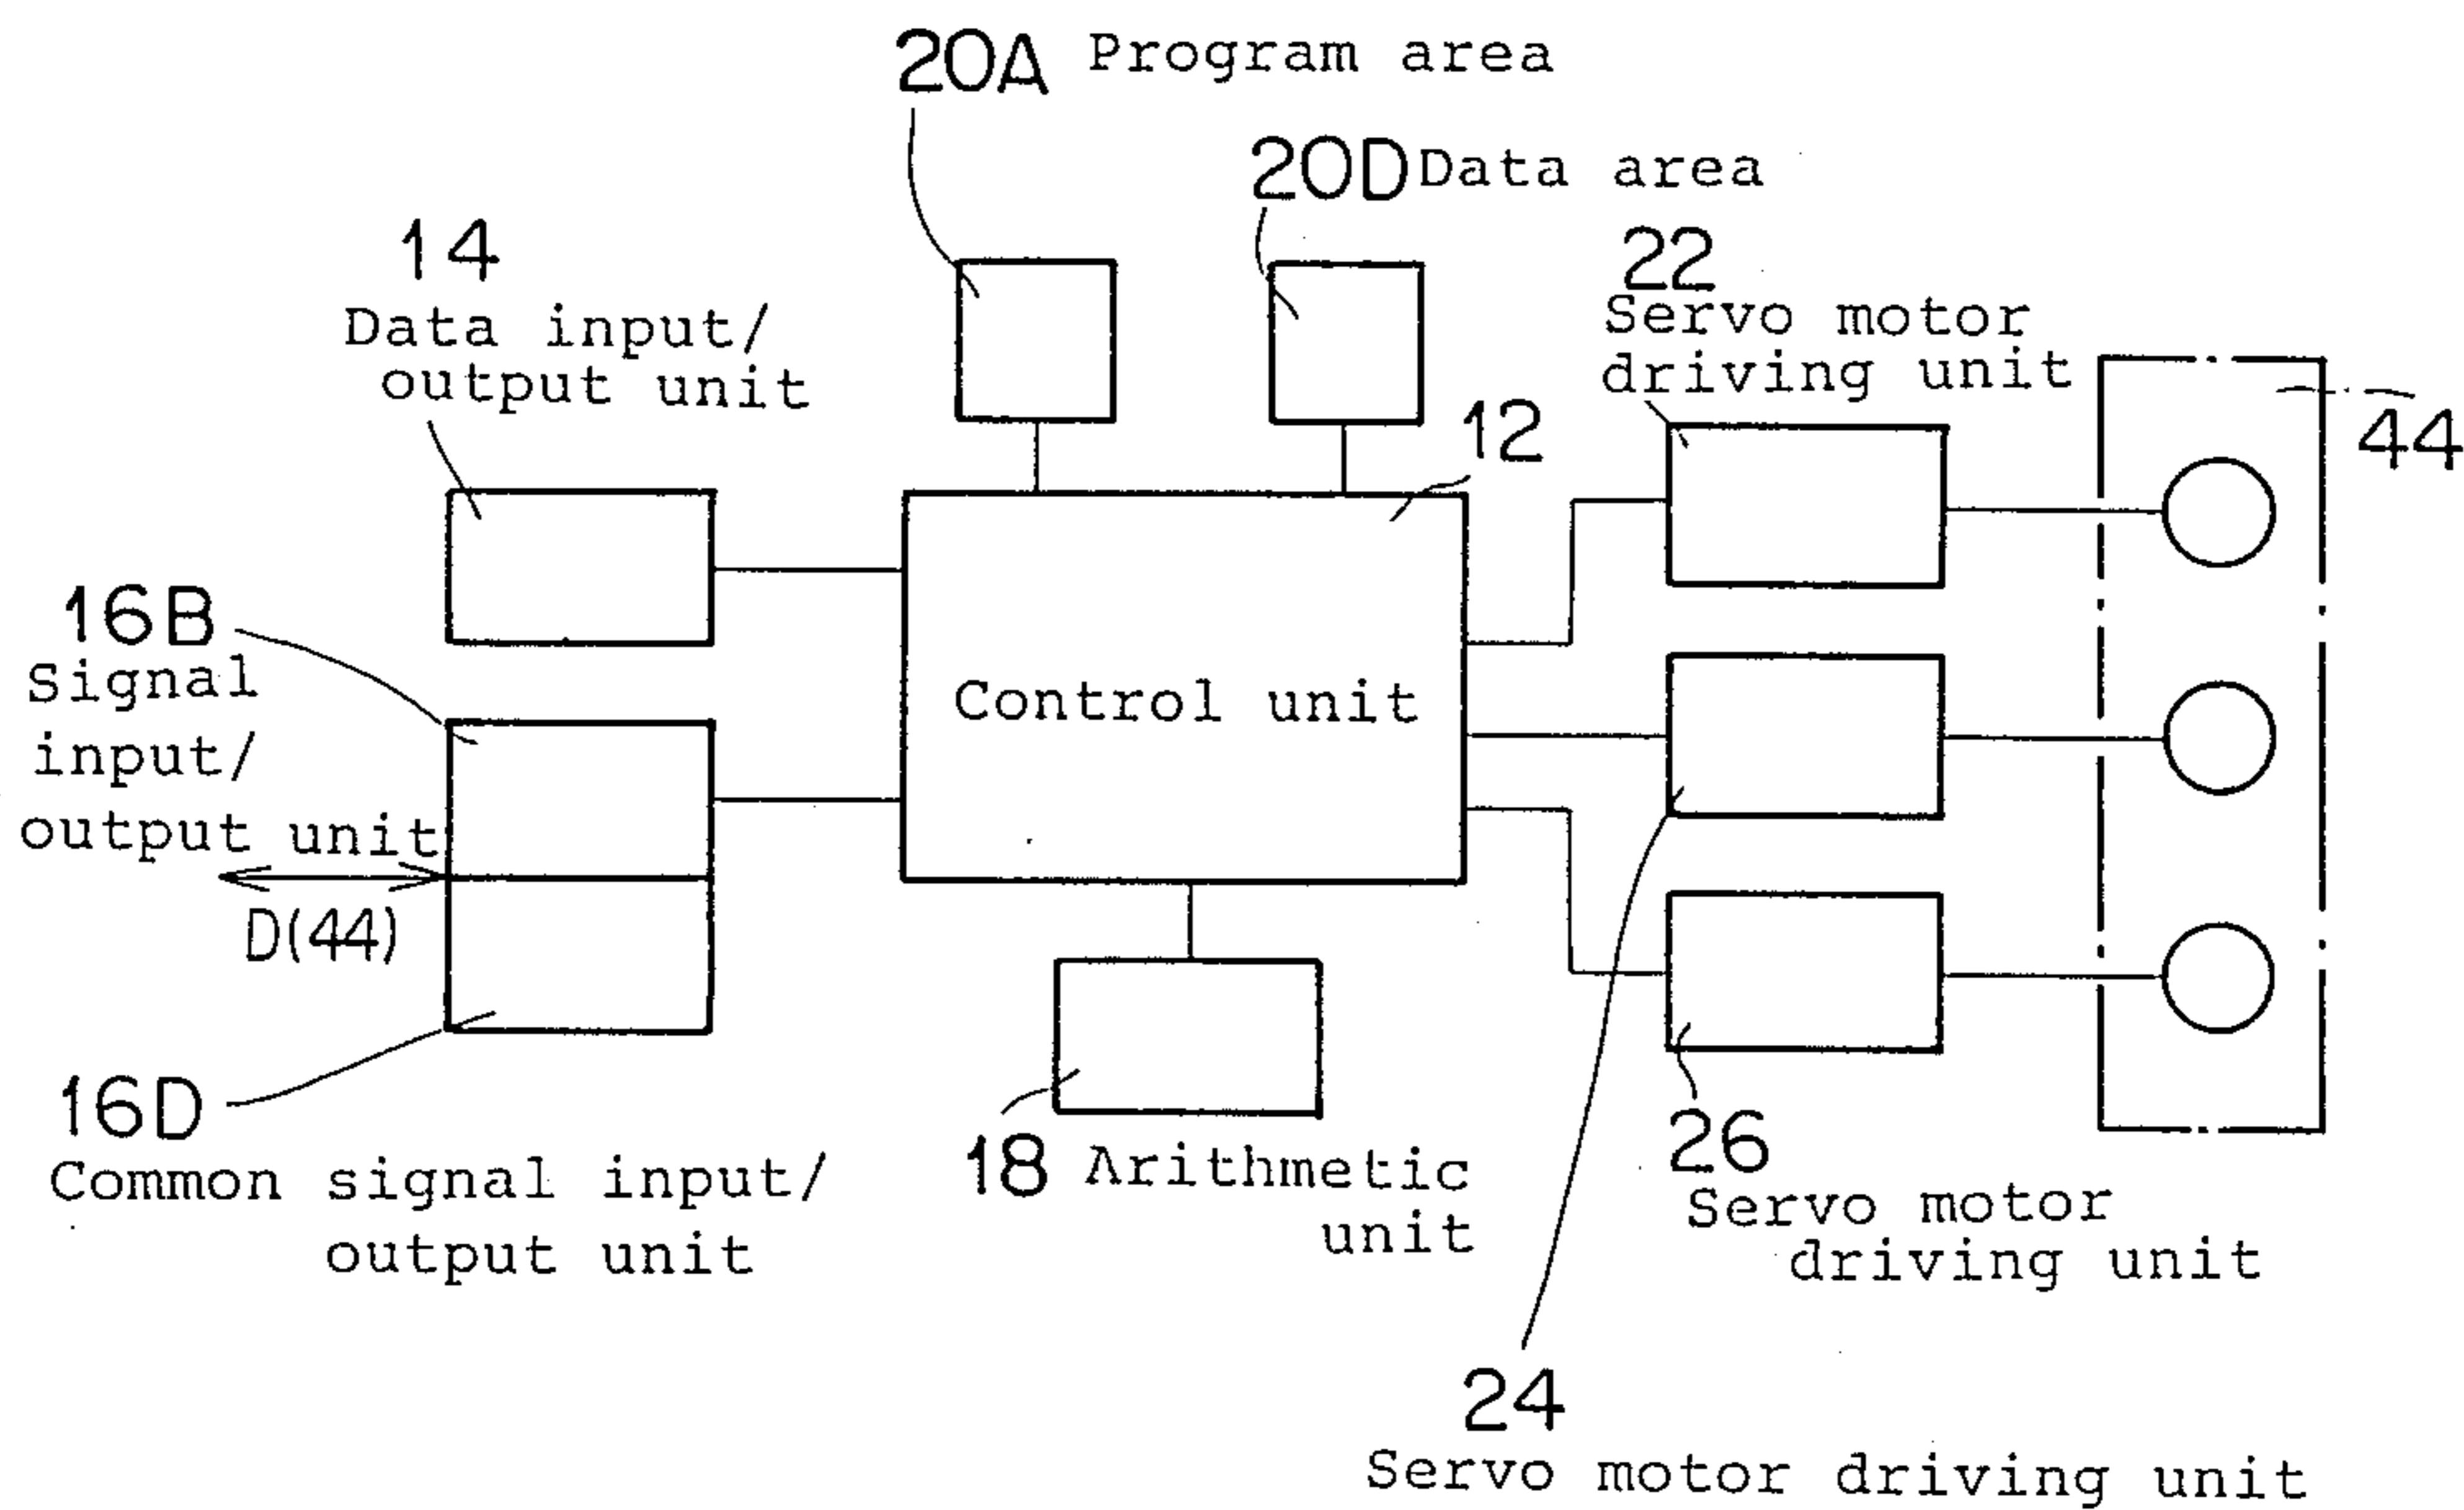 20A Program area
20D Data area
14
Data input/
output unit
22
Servo motor
driving unit
12
44
16B
Signal
input/
output unit
Control unit
D(44)
16D
Common signal input/
output unit
18 Arithmetic
unit
26
Servo motor
driving unit
24
Servo motor driving unit